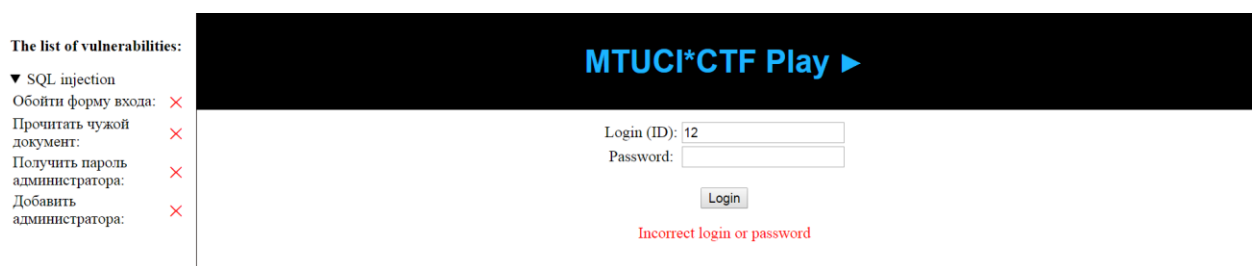 The list of vulnerabilities:
▼ SQL injection
Обойти форму входа:
Прочитать чужой
документ:
Получить пароль
администратора:
Добавить
администратора:
MTUCI*CTF Play ►
Login (ID): 12
Password:
Login
Incorrect login or password